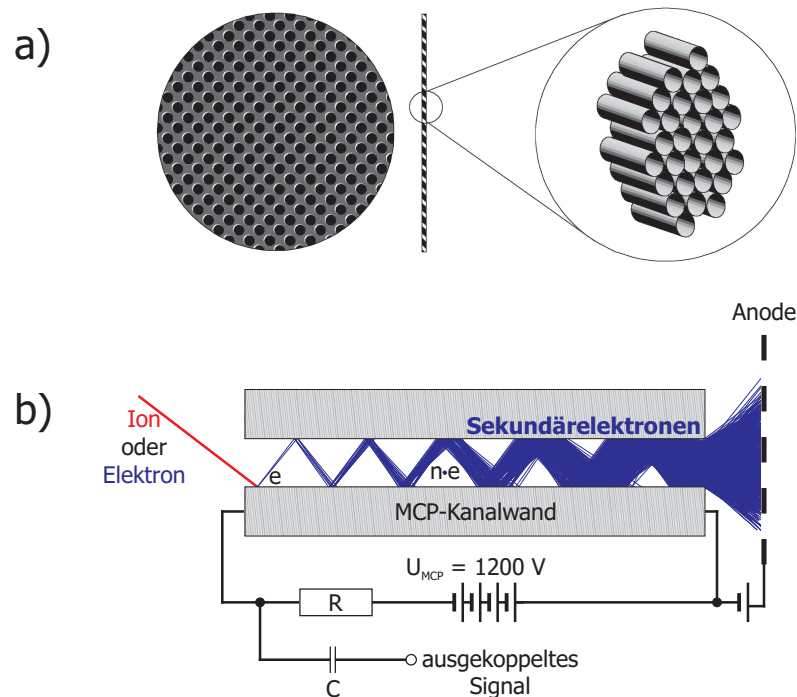 a)
Anode
b)
Ion
oder
Elektron
Sekundärelektronen
e
n·e
MCP-Kanalwand
U_MCP = 1200 V
R
ausgekoppeltes
Signal
C